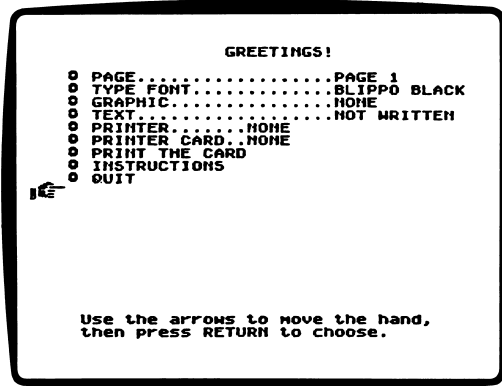 GREETINGS!
PAGE...................PAGE 1
TYPE FONT..............BLIPPO BLACK
GRAPHIC................NONE
TEXT...................NOT WRITTEN
PRINTER.......NONE
PRINTER CARD..NONE
PRINT THE CARD
INSTRUCTIONS
QUIT
Use the arrows to move the hand,
then press RETURN to choose.